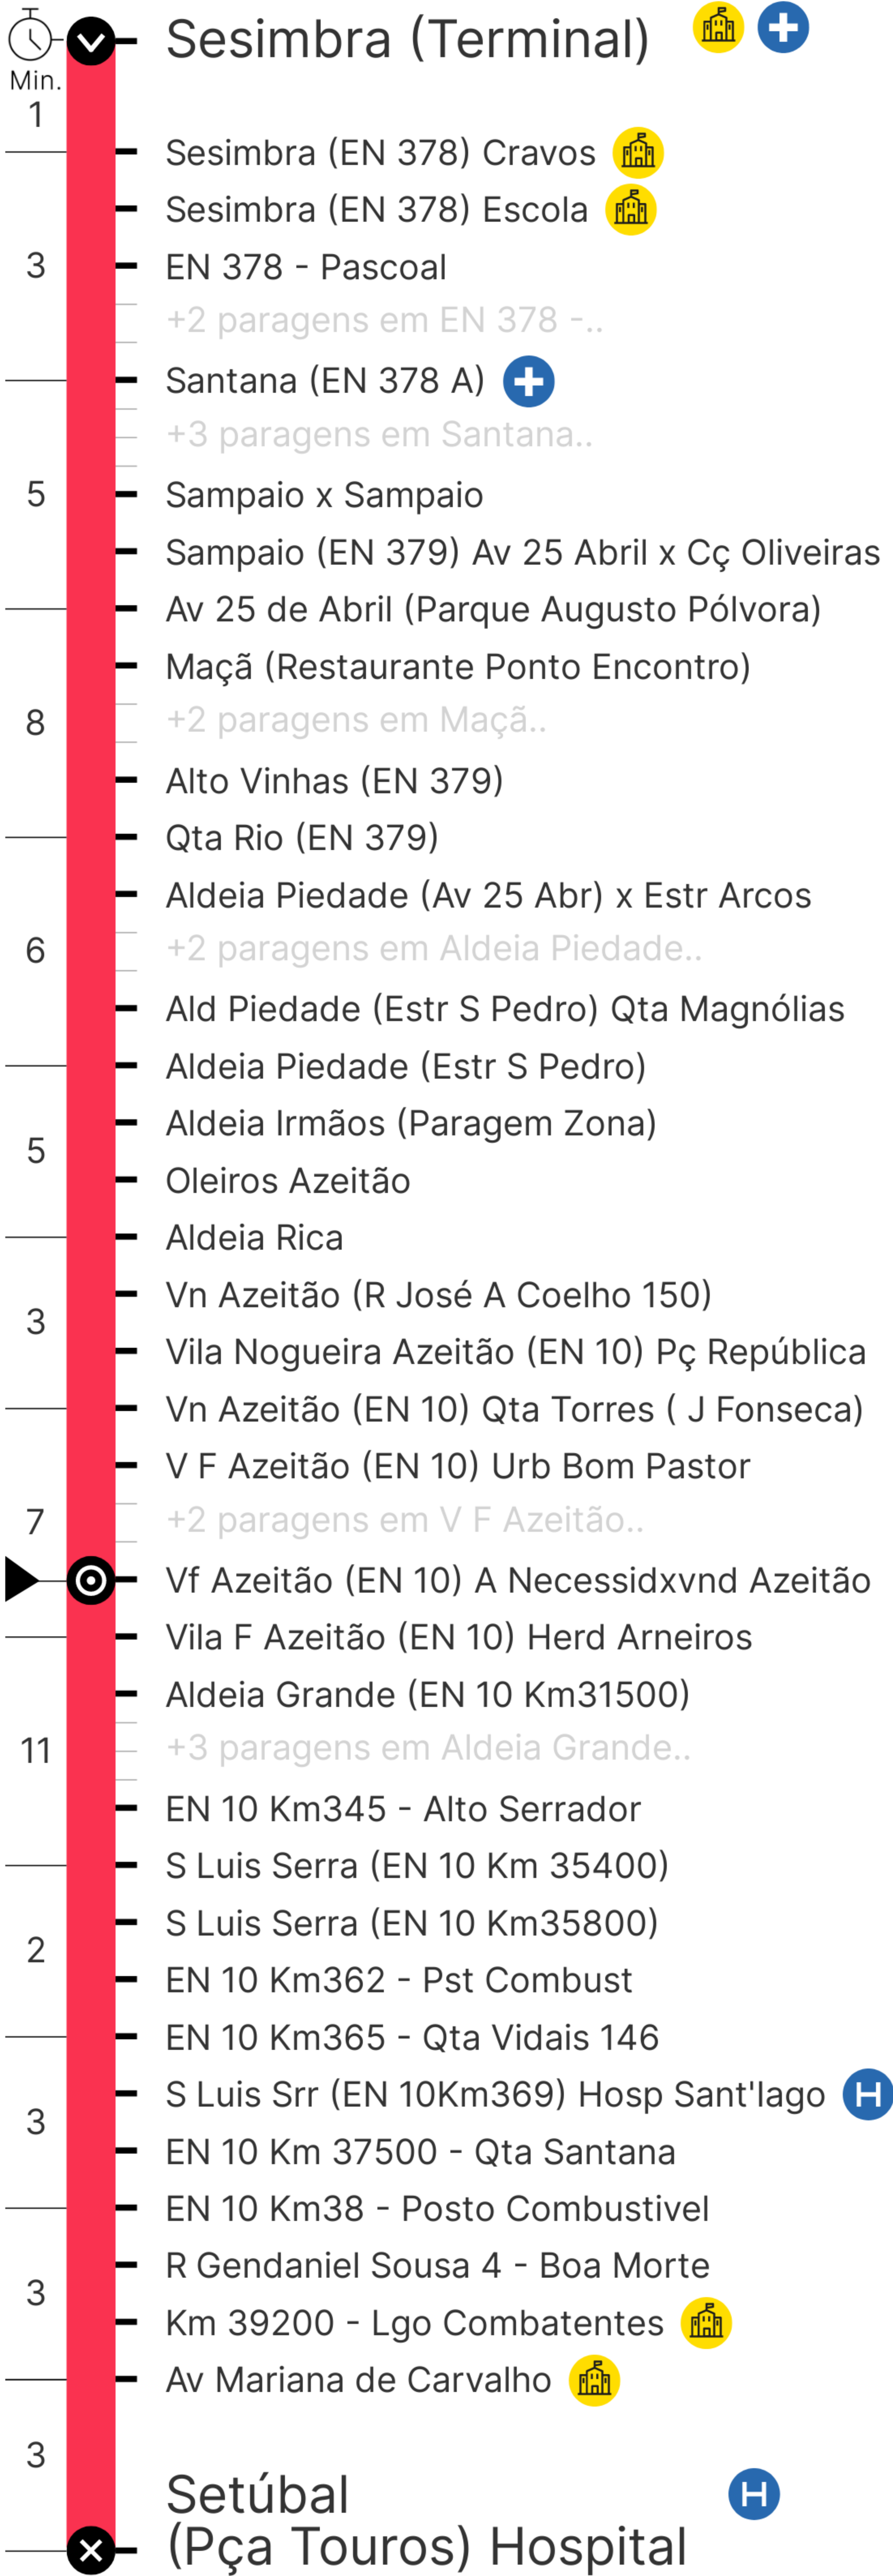 Sesimbra (Terminal)
Min.
1
Sesimbra (EN 378) Cravos
Sesimbra (EN 378) Escola
3
EN 378 - Pascoal
+2 paragens em EN 378 -..
Santana (EN 378 A)
+3 paragens em Santana..
5
Sampaio x Sampaio
Sampaio (EN 379) Av 25 Abril x Cç Oliveiras
Av 25 de Abril (Parque Augusto Pólvora)
Maçã (Restaurante Ponto Encontro)
8
+2 paragens em Maçã..
Alto Vinhas (EN 379)
Qta Rio (EN 379)
Aldeia Piedade (Av 25 Abr) x Estr Arcos
6
+2 paragens em Aldeia Piedade..
Ald Piedade (Estr S Pedro) Qta Magnólias
Aldeia Piedade (Estr S Pedro)
Aldeia Irmãos (Paragem Zona)
5
Oleiros Azeitão
Aldeia Rica
Vn Azeitão (R José A Coelho 150)
3
Vila Nogueira Azeitão (EN 10) Pç República
Vn Azeitão (EN 10) Qta Torres ( J Fonseca)
V F Azeitão (EN 10) Urb Bom Pastor
7
+2 paragens em V F Azeitão..
Vf Azeitão (EN 10) A Necessidxvnd Azeitão
Vila F Azeitão (EN 10) Herd Arneiros
Aldeia Grande (EN 10 Km31500)
11
+3 paragens em Aldeia Grande..
EN 10 Km345 - Alto Serrador
S Luis Serra (EN 10 Km 35400)
S Luis Serra (EN 10 Km35800)
2
EN 10 Km362 - Pst Combust
EN 10 Km365 - Qta Vidais 146
S Luis Srr (EN 10Km369) Hosp Sant'Iago H
3
EN 10 Km 37500 - Qta Santana
EN 10 Km38 - Posto Combustivel
R Gendaniel Sousa 4 - Boa Morte
3
Km 39200 - Lgo Combatentes
Av Mariana de Carvalho
3
Setúbal H
(Pça Touros) Hospital